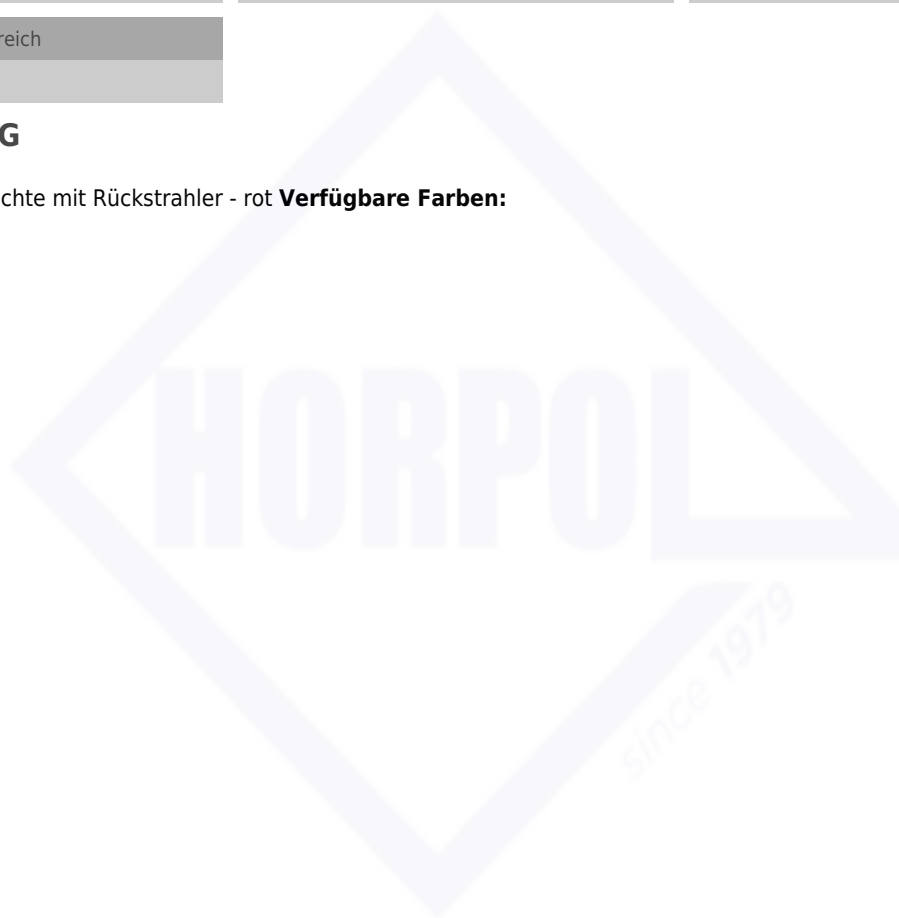 reich
G
chte mit Rückstrahler - rot Verfügbare Farben:
HORPOL
since 1979